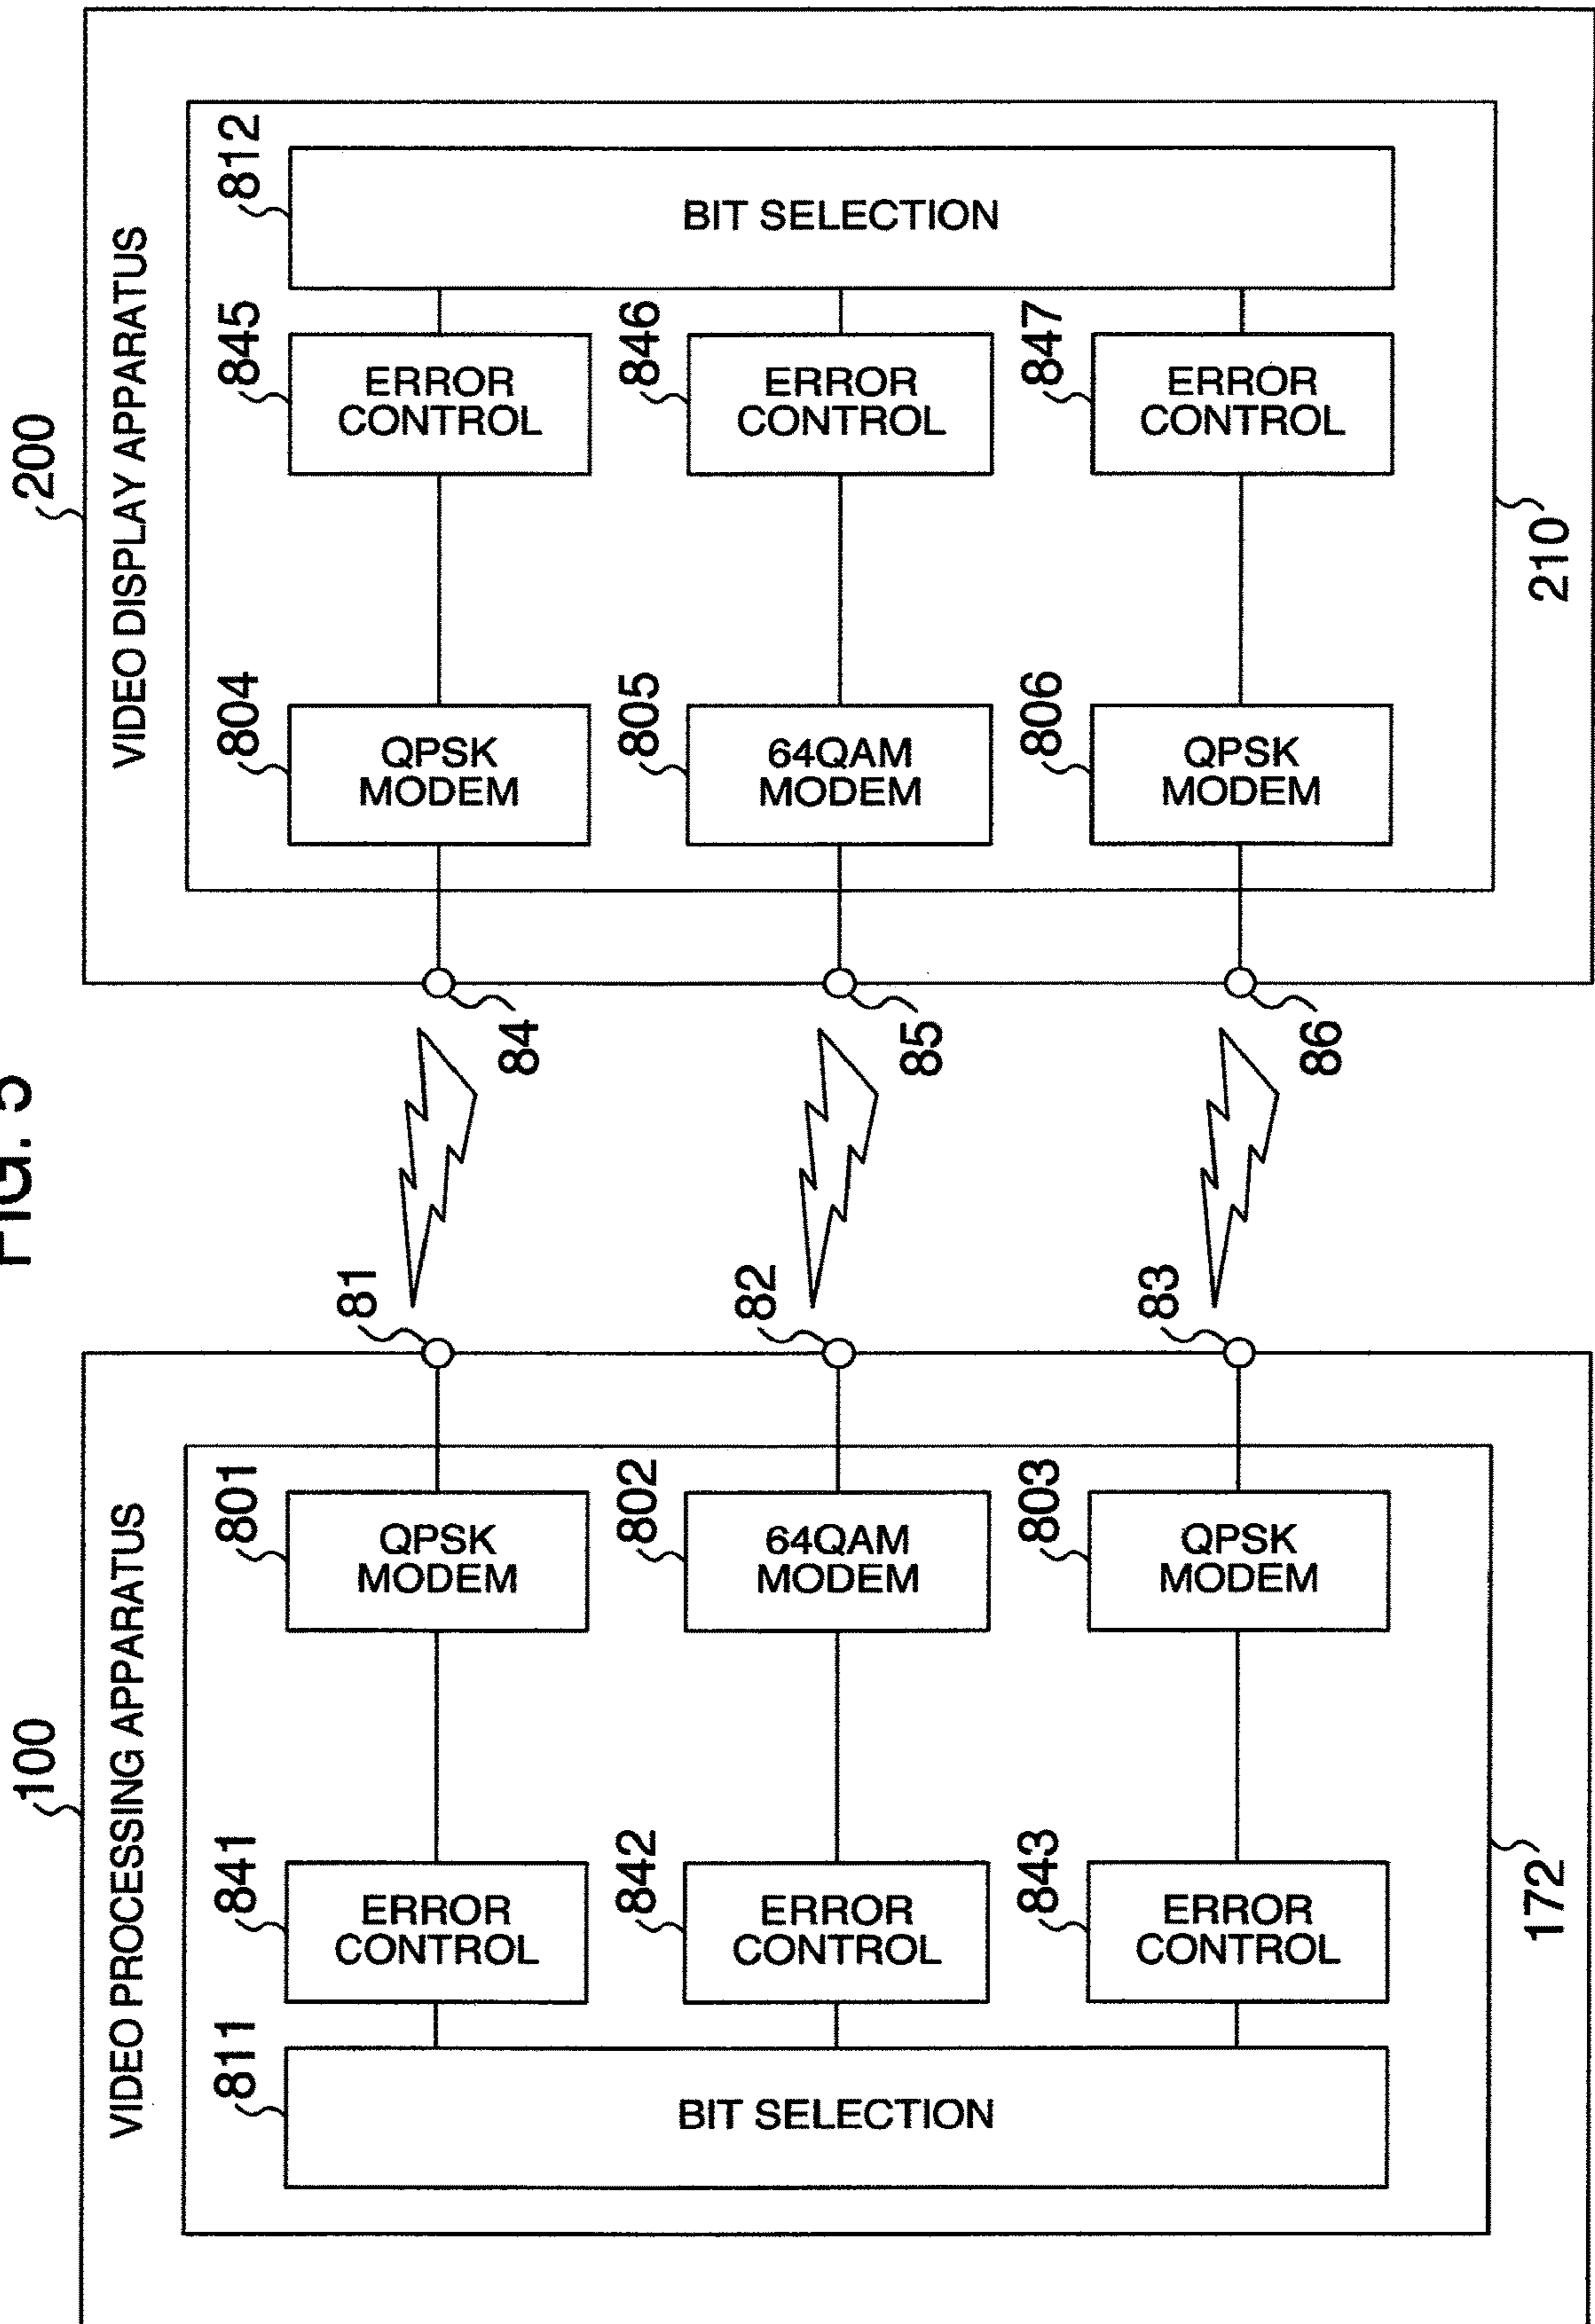 FIG. 5
100
VIDEO PROCESSING APPARATUS
811
BIT SELECTION
841
ERROR
CONTROL
842
ERROR
CONTROL
843
ERROR
CONTROL
801
QPSK
MODEM
802
64QAM
MODEM
803
QPSK
MODEM
172
81
82
83
200
VIDEO DISPLAY APPARATUS
84
85
86
804
QPSK
MODEM
805
64QAM
MODEM
806
QPSK
MODEM
845
ERROR
CONTROL
846
ERROR
CONTROL
847
ERROR
CONTROL
812
BIT SELECTION
210